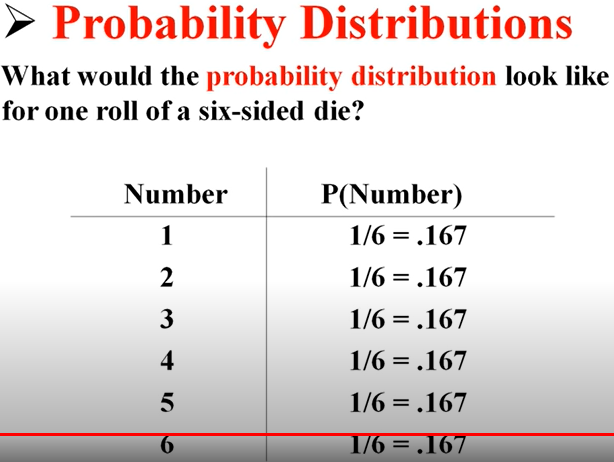 ➢ Probability Distributions
What would the probability distribution look like
for one roll of a six-sided die?
Number P(Number)
1 1/6 = .167
2 1/6 = .167
3 1/6 = .167
4 1/6 = .167
5 1/6 = .167
6 1/6 = .167